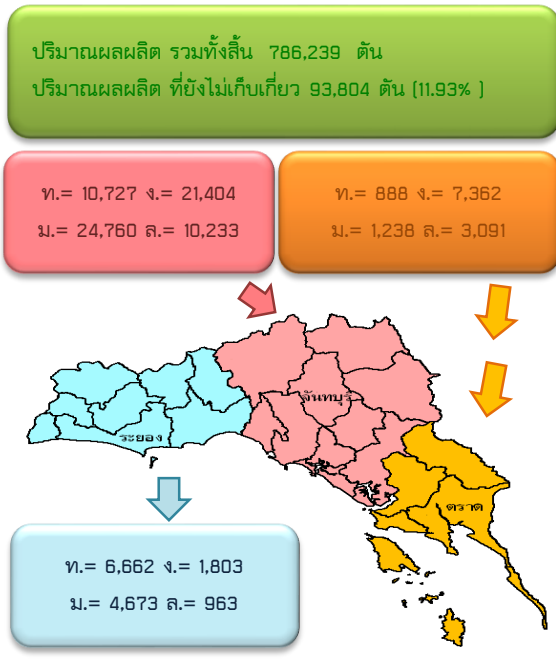 ปริมาณผลผลิต รวมทั้งสิ้น 786,239 ตัน
ปริมาณผลผลิต ที่ยังไม่เก็บเกี่ยว 93,804 ตัน (11.93% )
ท.= 10,727 ง.= 21,404
ม.= 24,760 ล.= 10,233
ท.= 888 ง.= 7,362
ม.= 1,238 ล.= 3,091
จันทบุรี
ระยอง
ตราด
ท.= 6,662 ง.= 1,803
ม.= 4,673 ล.= 963